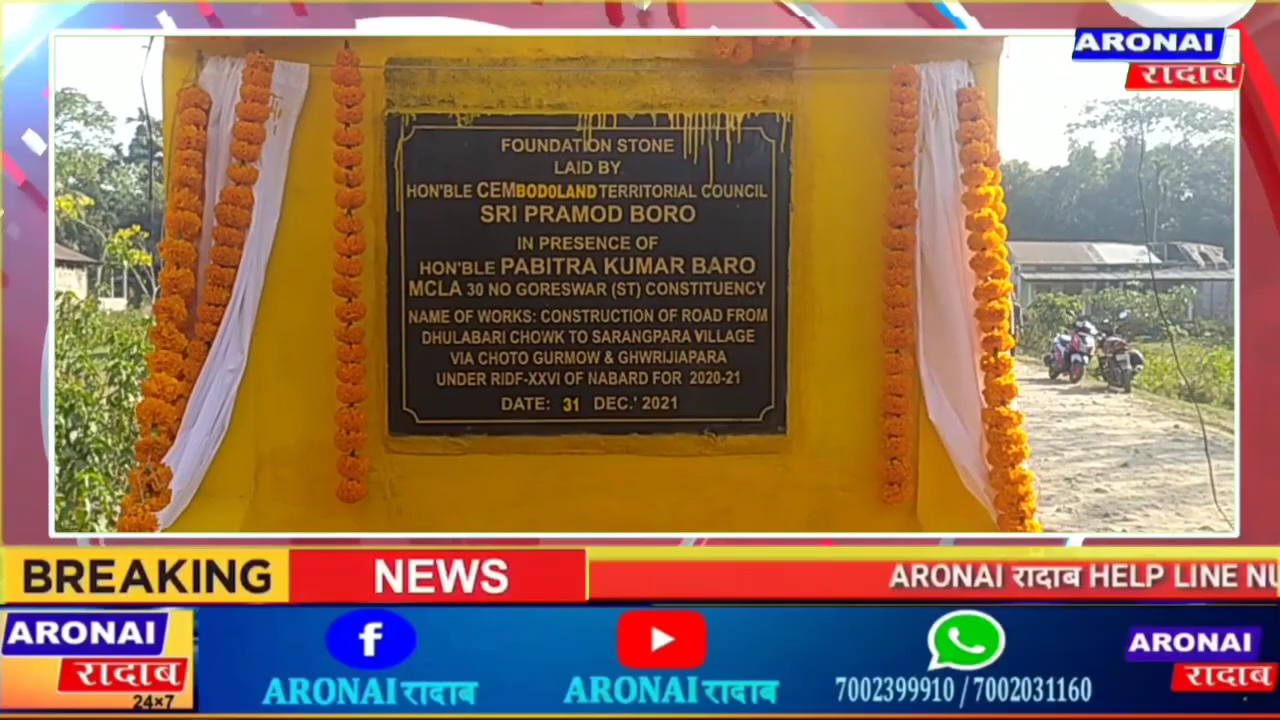 ARONAI
रादाब
FOUNDATION STONE
LAID BY
HON'BLE CEM BODOLAND TERRITORIAL COUNCIL
SRI PRAMOD BORO
IN PRESENCE OF
HON'BLE PABITRA KUMAR BARO
MCLA 30 NO GORESWAR (ST) CONSTITUENCY
NAME OF WORKS: CONSTRUCTION OF ROAD FROM
DHULABARI CHOWK TO SARANGPARA VILLAGE
VIA CHOTO GURMOW & GHWRIJIAPARA
UNDER RIDF-XXVI OF NABARD FOR 2020-21
DATE: 31 DEC.' 2021
BREAKING NEWS
ARONAI रादाब HELP LINE NU
ARONAI
रादाब
24×7
ARONAI रादाब
ARONAI रादाब
7002399910 / 7002031160
ARONAI
रादाब